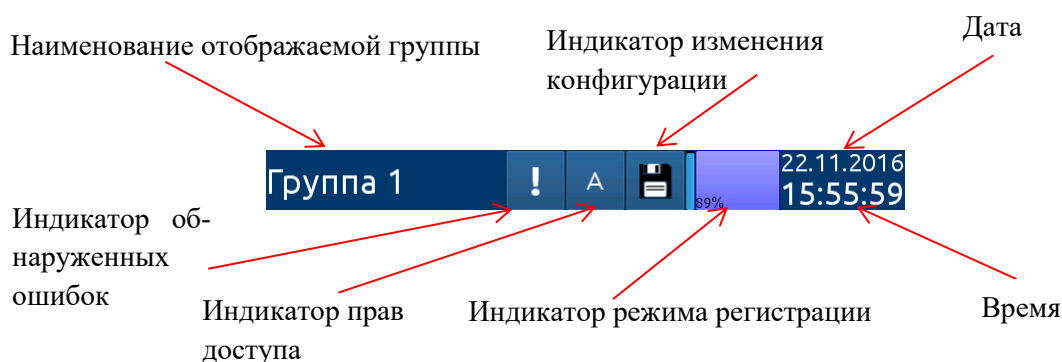 Наименование отображаемой группы
Индикатор изменения
конфигурации
Дата
Группа 1
!
A
89%
22.11.2016
15:55:59
Индикатор об-
наруженных
ошибок
Индикатор прав
доступа
Индикатор режима регистрации
Время